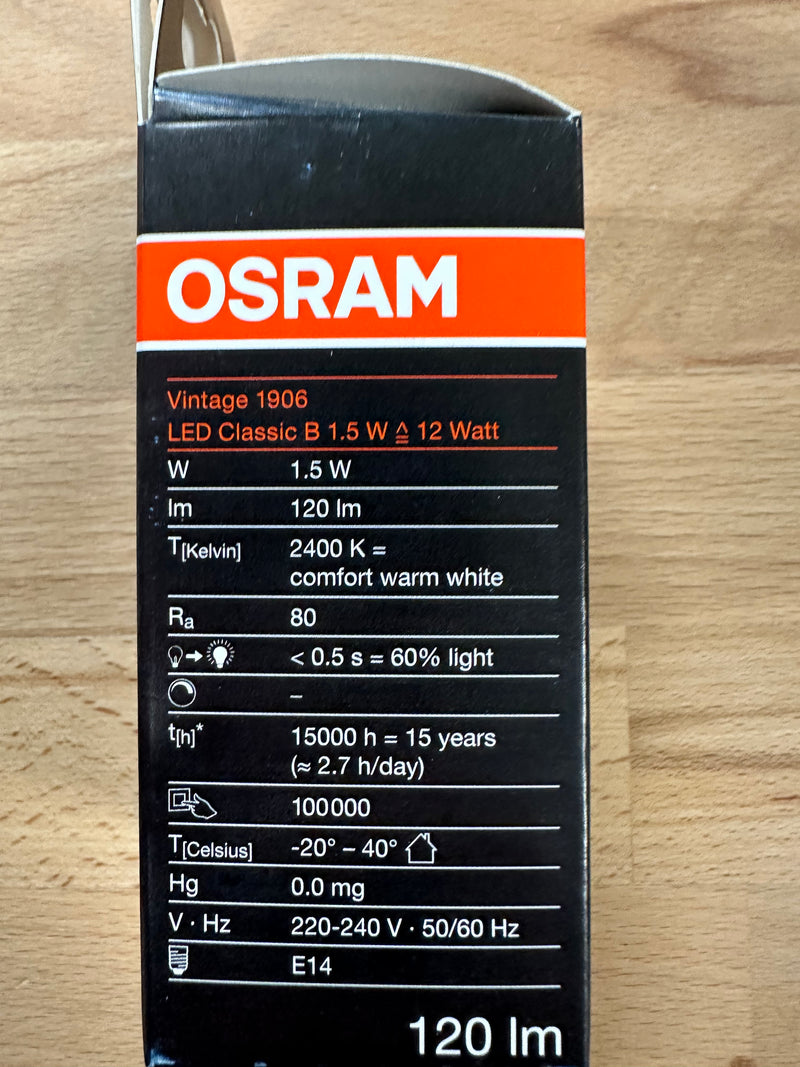 OSRAM
Vintage 1906
LED Classic B 1.5 W ≙ 12 Watt
W 1.5 W
lm 120 lm
T[Kelvin] 2400 K =
comfort warm white
Ra 80
< 0.5 s = 60% light
–
t[h]* 15000 h = 15 years
(≈ 2.7 h/day)
100000
T[Celsius] -20° – 40°
Hg 0.0 mg
V · Hz 220-240 V · 50/60 Hz
E14
120 lm